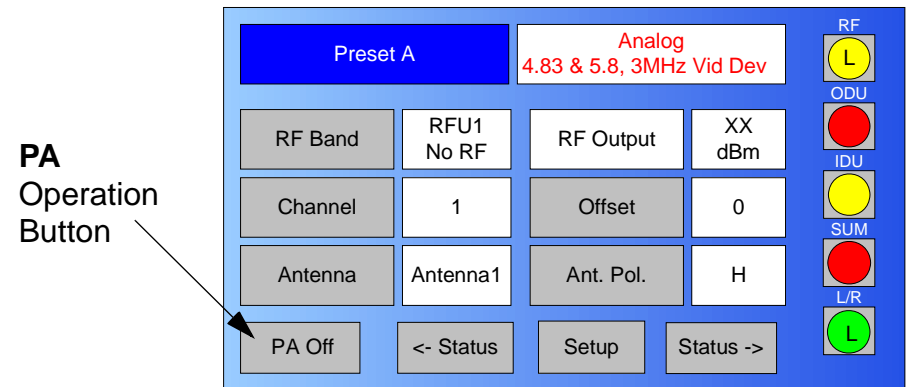 PA
Operation
Button
Preset A
Analog
4.83 & 5.8, 3MHz Vid Dev
RF Band
RFU1
No RF
RF Output
XX
dBm
Channel
1
Offset
0
Antenna
Antenna1
Ant. Pol.
H
PA Off
<- Status
Setup
Status ->
RF
L
ODU
IDU
SUM
L/R
L